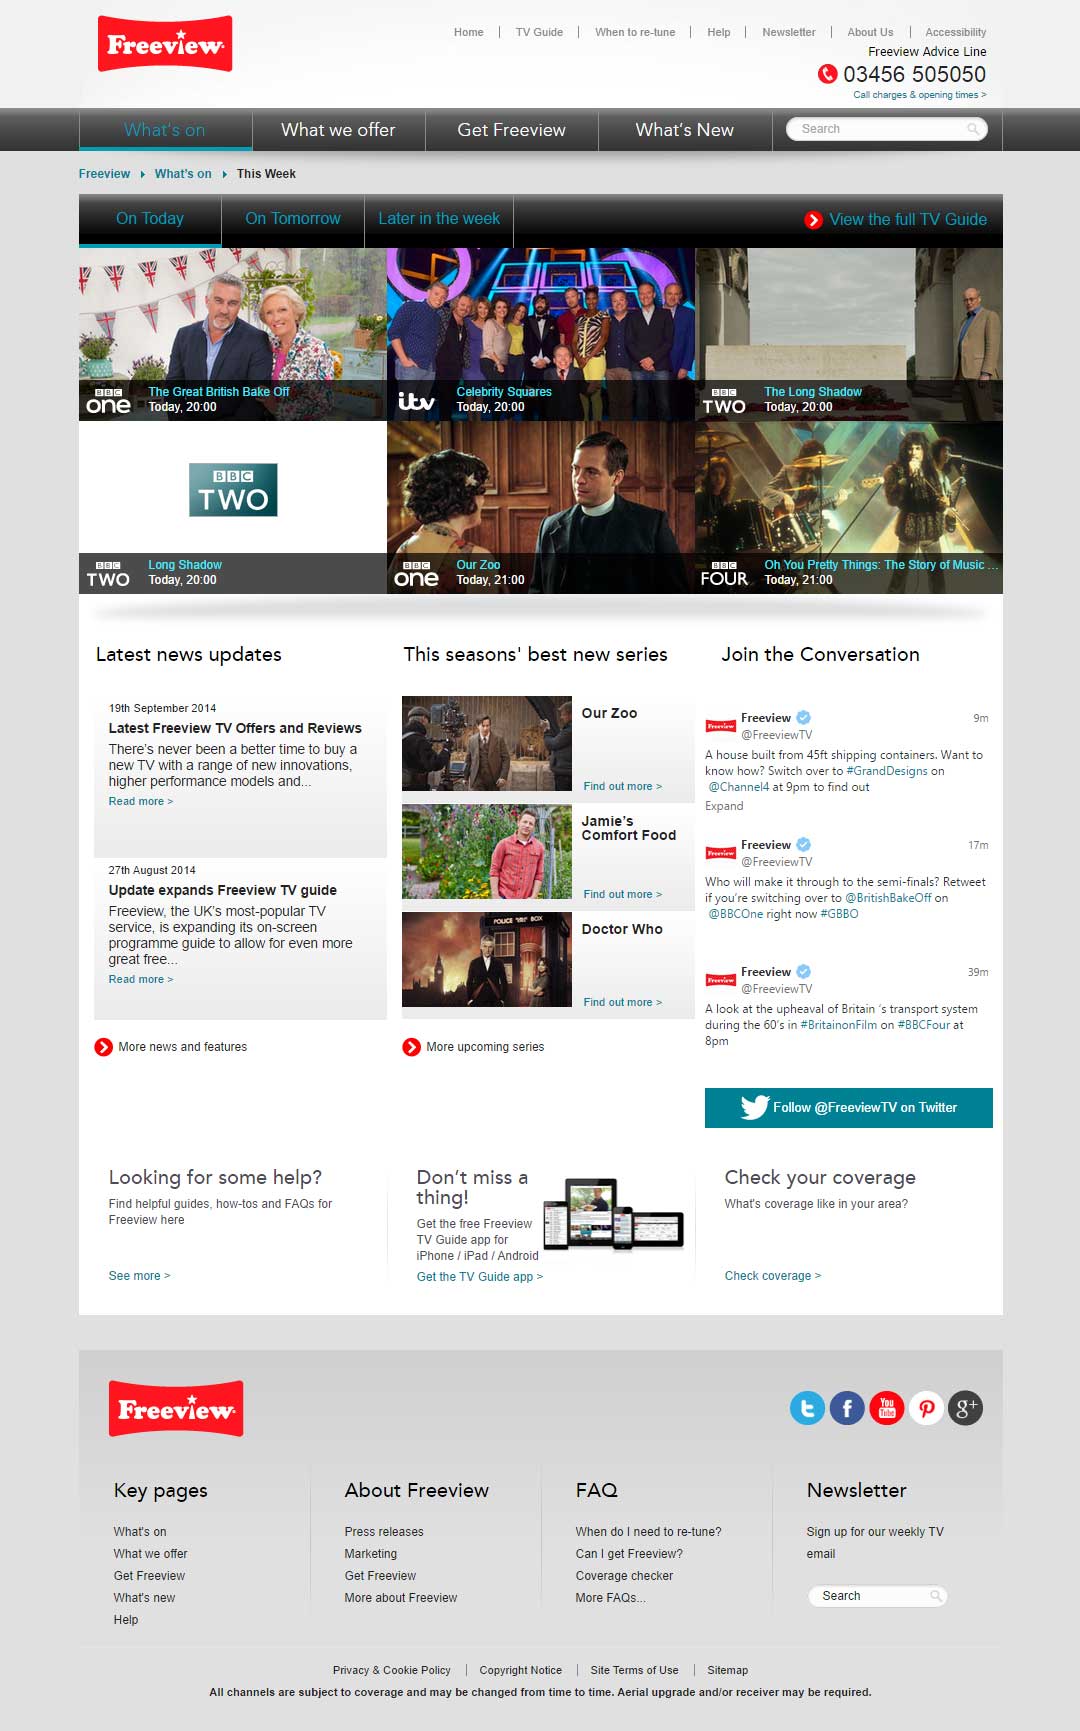 Freeview
Home
TV Guide
When to re-tune
Help
Newsletter
About Us
Accessibility
Freeview Advice Line
03456 505050
Call charges & opening times >
What's on
What we offer
Get Freeview
What's New
Search
Freeview
What's on
This Week
On Today
On Tomorrow
Later in the week
View the full TV Guide
BBC one
The Great British Bake Off
Today, 20:00
itv
Celebrity Squares
Today, 20:00
BBC TWO
The Long Shadow
Today, 20:00
BBC
TWO
BBC TWO
Long Shadow
Today, 20:00
BBC one
Our Zoo
Today, 21:00
BBC FOUR
Oh You Pretty Things: The Story of Music ...
Today, 21:00
Latest news updates
19th September 2014
Latest Freeview TV Offers and Reviews
There's never been a better time to buy a
new TV with a range of new innovations,
higher performance models and...
Read more >
27th August 2014
Update expands Freeview TV guide
Freeview, the UK's most-popular TV
service, is expanding its on-screen
programme guide to allow for even more
great free...
Read more >
More news and features
This seasons' best new series
Our Zoo
Find out more >
Jamie's
Comfort Food
Find out more >
POLICE BOX
Doctor Who
Find out more >
More upcoming series
Join the Conversation
Freeview
Freeview
9m
@FreeviewTV
A house built from 45ft shipping containers. Want to
know how? Switch over to #GrandDesigns on
@Channel4 at 9pm to find out
Expand
Freeview
Freeview
17m
@FreeviewTV
Who will make it through to the semi-finals? Retweet
if you're switching over to @BritishBakeOff on
@BBCOne right now #GBBO
Freeview
Freeview
39m
@FreeviewTV
A look at the upheaval of Britain 's transport system
during the 60's in #BritainonFilm on #BBCFour at
8pm
Follow @FreeviewTV on Twitter
Looking for some help?
Find helpful guides, how-tos and FAQs for
Freeview here
See more >
Don't miss a
thing!
Get the free Freeview
TV Guide app for
iPhone / iPad / Android
Get the TV Guide app >
Check your coverage
What's coverage like in your area?
Check coverage >
Freeview
You
Tube
g+
Key pages
What's on
What we offer
Get Freeview
What's new
Help
About Freeview
Press releases
Marketing
Get Freeview
More about Freeview
FAQ
When do I need to re-tune?
Can I get Freeview?
Coverage checker
More FAQs...
Newsletter
Sign up for our weekly TV
email
Search
Privacy & Cookie Policy
Copyright Notice
Site Terms of Use
Sitemap
All channels are subject to coverage and may be changed from time to time. Aerial upgrade and/or receiver may be required.